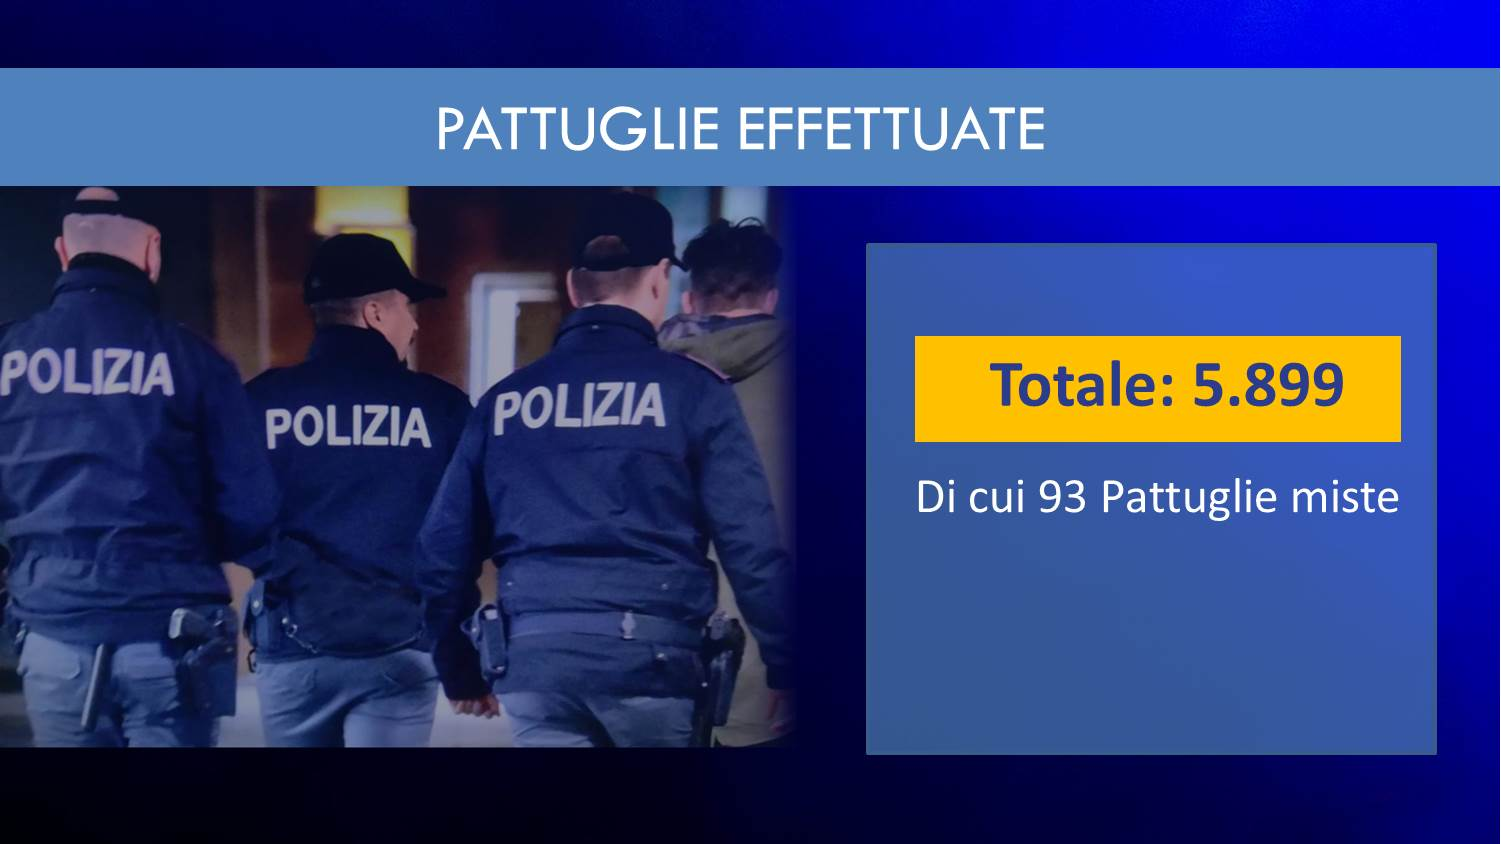 PATTUGLIE EFFETTUATE
POLIZIA
POLIZIA
POLIZIA
Totale: 5.899
Di cui 93 Pattuglie miste